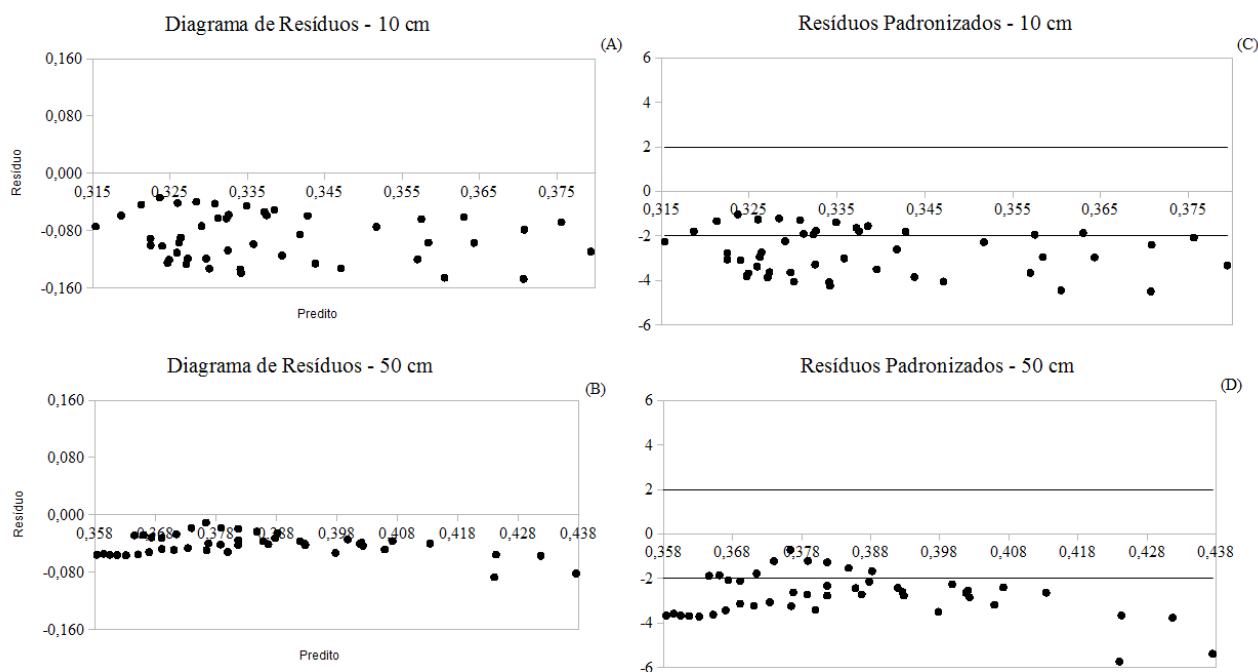 Diagrama de Resíduos - 10 cm
(A)
0,160
0,080
0,000
-0,080
-0,160
Resíduo
0,315 0,325 0,335 0,345 0,355 0,365 0,375
Predito
Resíduos Padronizados - 10 cm
(C)
6
4
2
0
-2
-4
-6
0,315 0,325 0,335 0,345 0,355 0,365 0,375
Diagrama de Resíduos - 50 cm
(B)
0,160
0,080
0,000
-0,080
-0,160
Resíduo
0,358 0,368 0,378 0,388 0,398 0,408 0,418 0,428 0,438
Predito
Resíduos Padronizados - 50 cm
(D)
6
4
2
0
-2
-4
-6
0,358 0,368 0,378 0,388 0,398 0,408 0,418 0,428 0,438